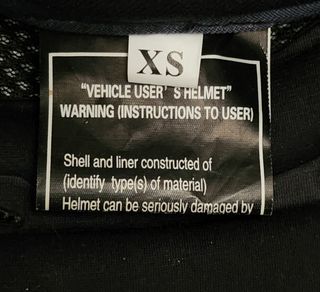 XS
"VEHICLE USER' S HELMET"
WARNING (INSTRUCTIONS TO USER)
Shell and liner constructed of
(identify type(s) of material)
Helmet can be seriously damaged by